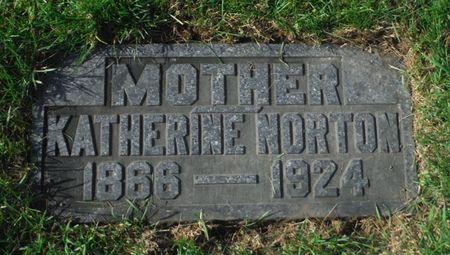 MOTHER
KATHERINE NORTON
1866 — 1924